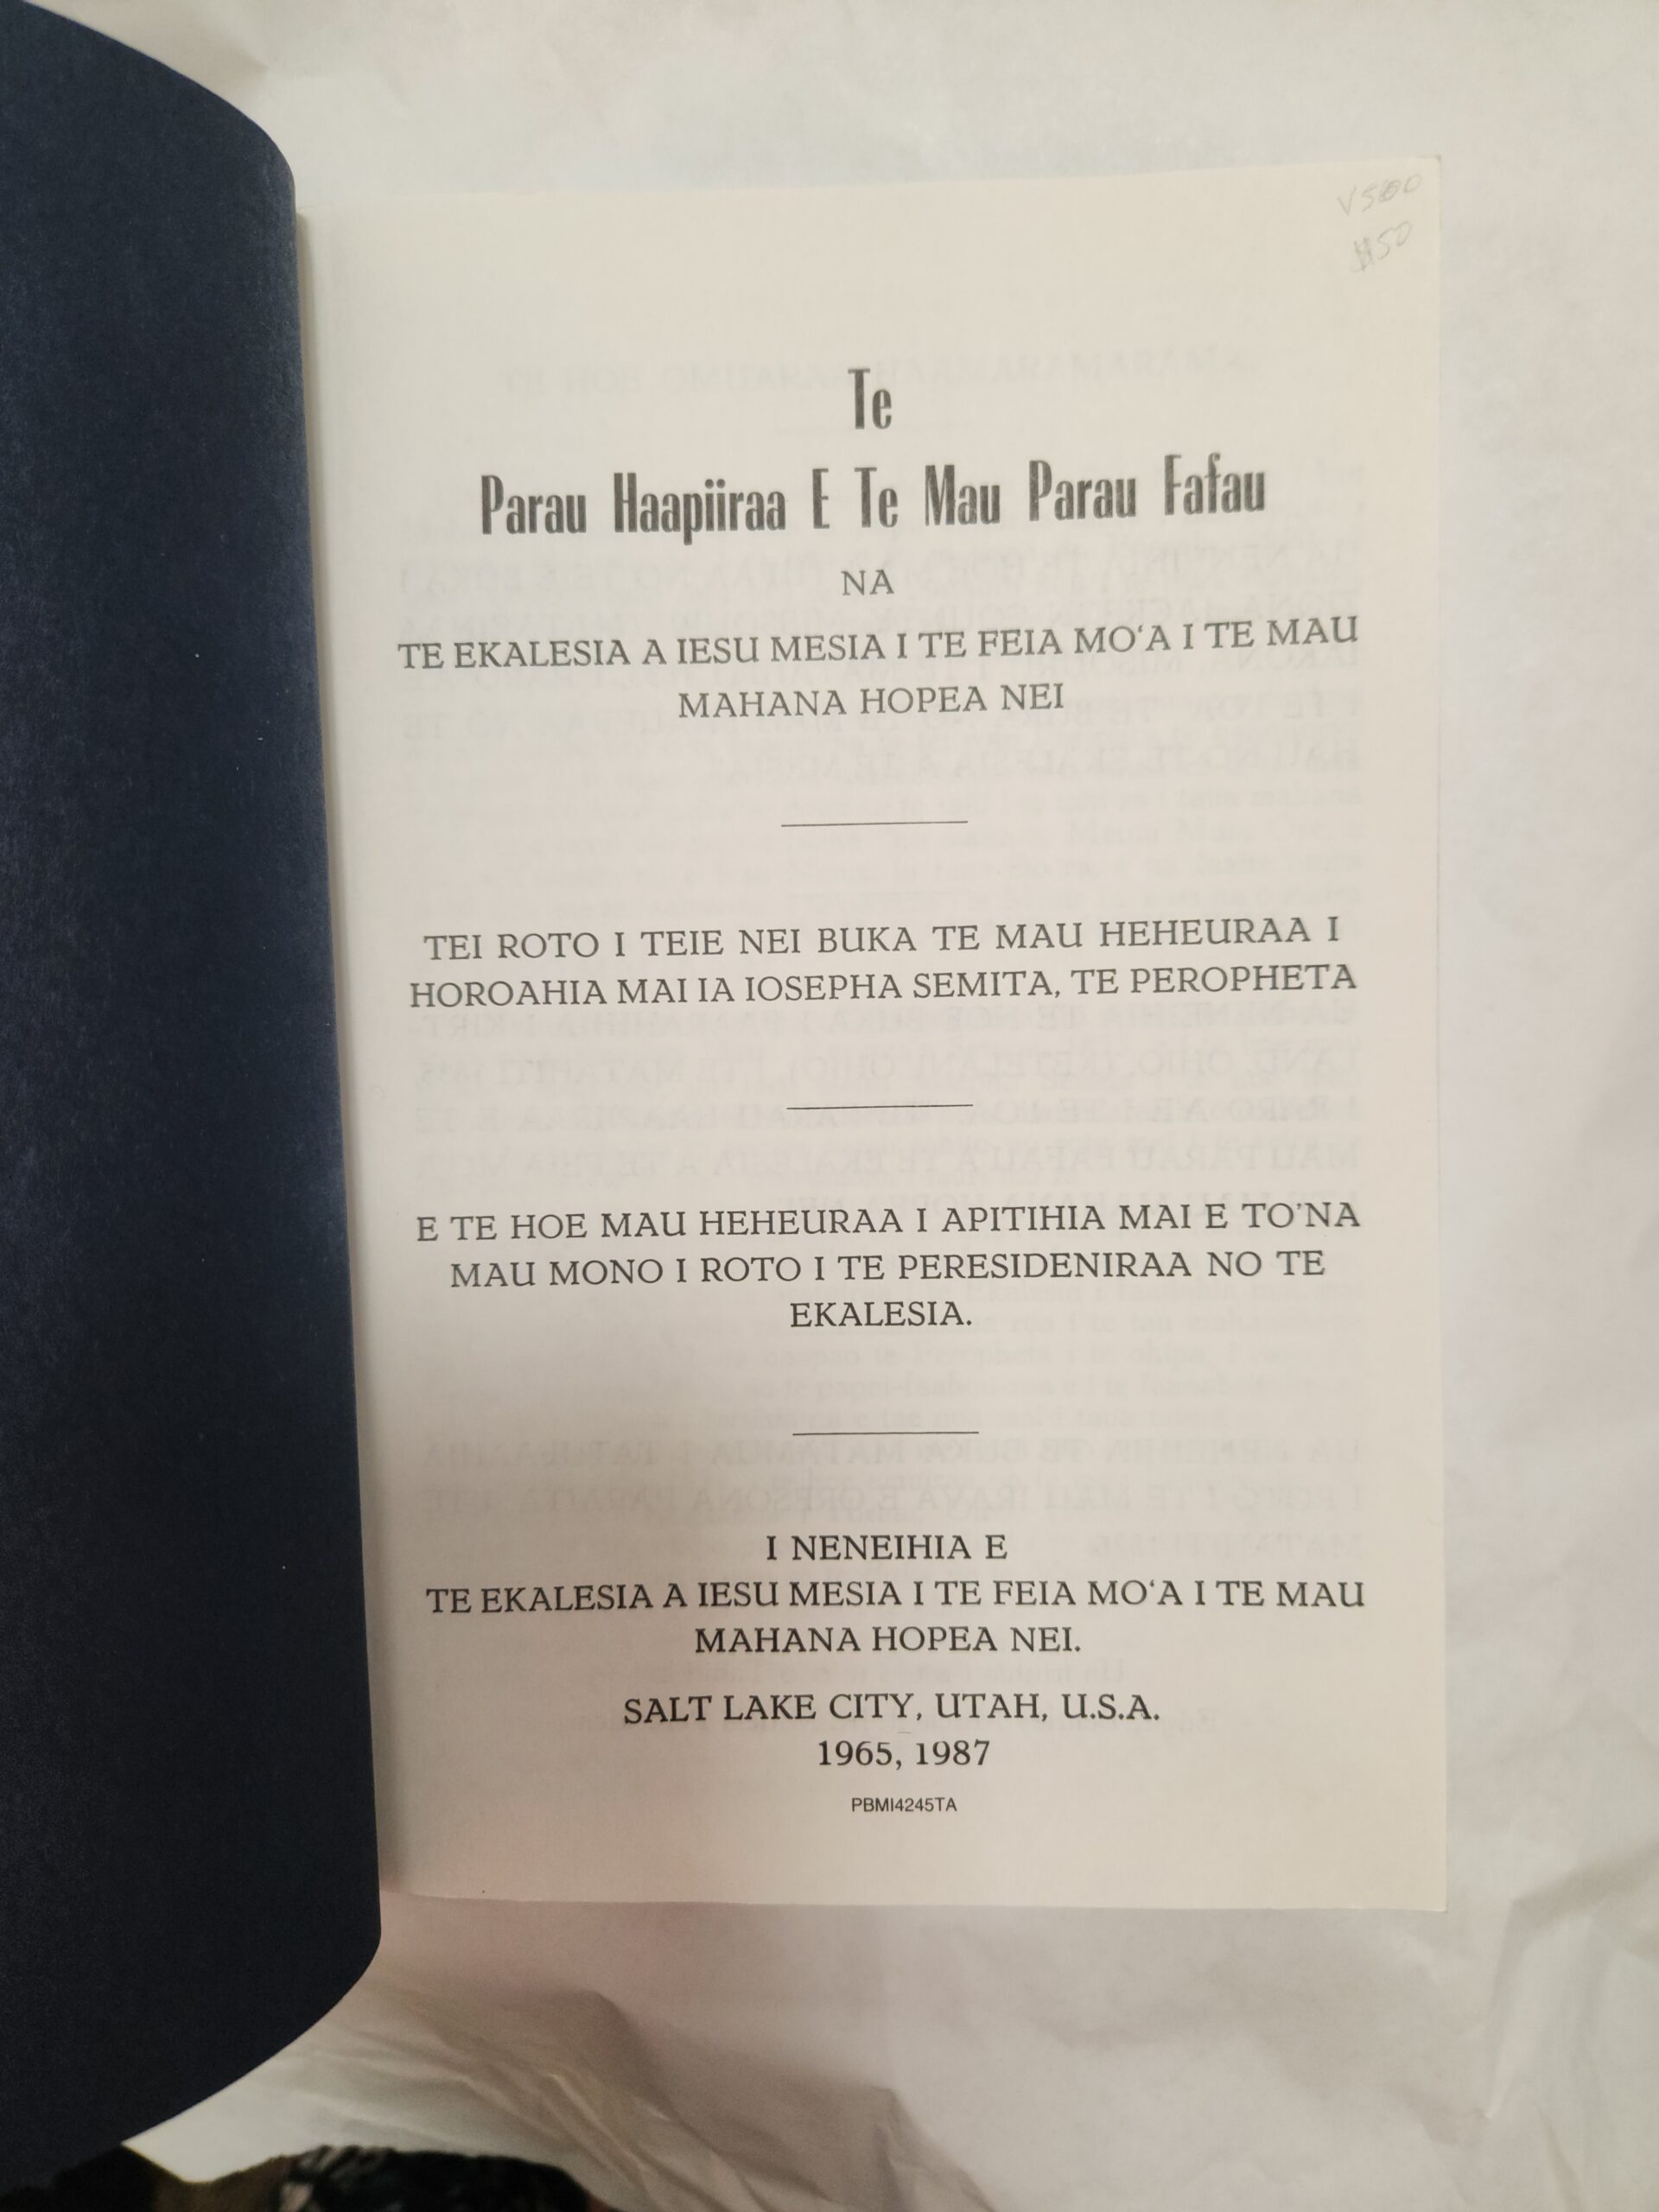 $50
Te
Parau Haapiiraa E Te Mau Parau Fafau
NA
TE EKALESIA A IESU MESIA I TE FEIA MO‘A I TE MAU
MAHANA HOPEA NEI
TEI ROTO I TEIE NEI BUKA TE MAU HEHEURAA I
HOROAHIA MAI IA IOSEPHA SEMITA, TE PEROPHETA
E TE HOE MAU HEHEURAA I APITIHIA MAI E TO’NA
MAU MONO I ROTO I TE PERESIDENIRAA NO TE
EKALESIA.
I NENEIHIA E
TE EKALESIA A IESU MESIA I TE FEIA MO‘A I TE MAU
MAHANA HOPEA NEI.
SALT LAKE CITY, UTAH, U.S.A.
1965, 1987
PBMI4245TA